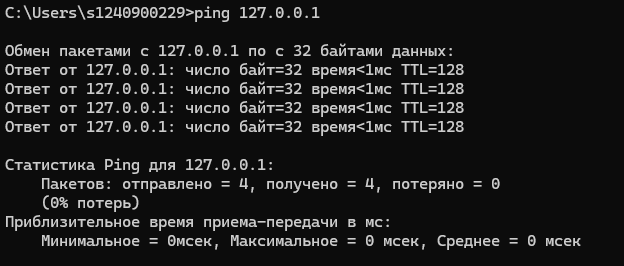 C:\Users\s1240900229>ping 127.0.0.1
Обмен пакетами с 127.0.0.1 по с 32 байтами данных:
Ответ от 127.0.0.1: число байт=32 время<1мс TTL=128
Ответ от 127.0.0.1: число байт=32 время<1мс TTL=128
Ответ от 127.0.0.1: число байт=32 время<1мс TTL=128
Ответ от 127.0.0.1: число байт=32 время<1мс TTL=128
Статистика Ping для 127.0.0.1:
Пакетов: отправлено = 4, получено = 4, потеряно = 0
(0% потерь)
Приблизительное время приема-передачи в мс:
Минимальное = 0мсек, Максимальное = 0 мсек, Среднее = 0 мсек